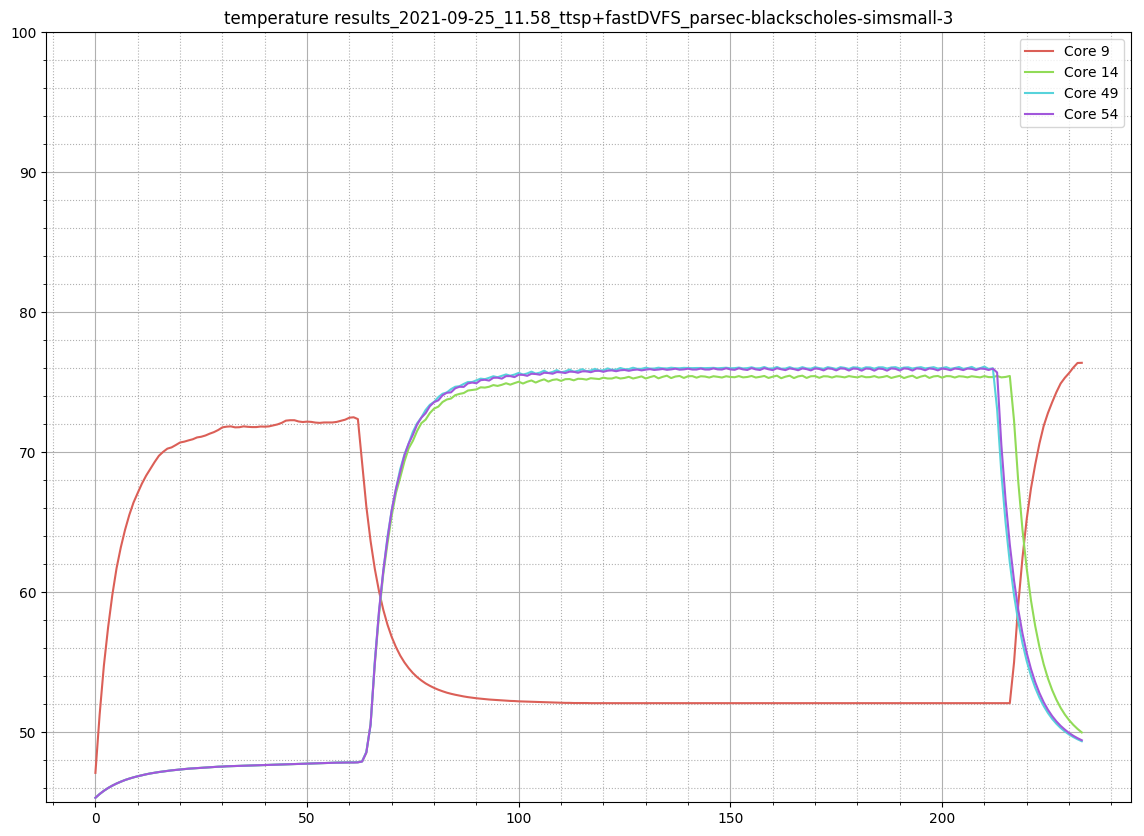 temperature results_2021-09-25_11.58_ttsp+fastDVFS_parsec-blackscholes-simsmall-3
100
90
80
70
60
50
Core 9
Core 14
Core 49
Core 54
0
50
100
150
200